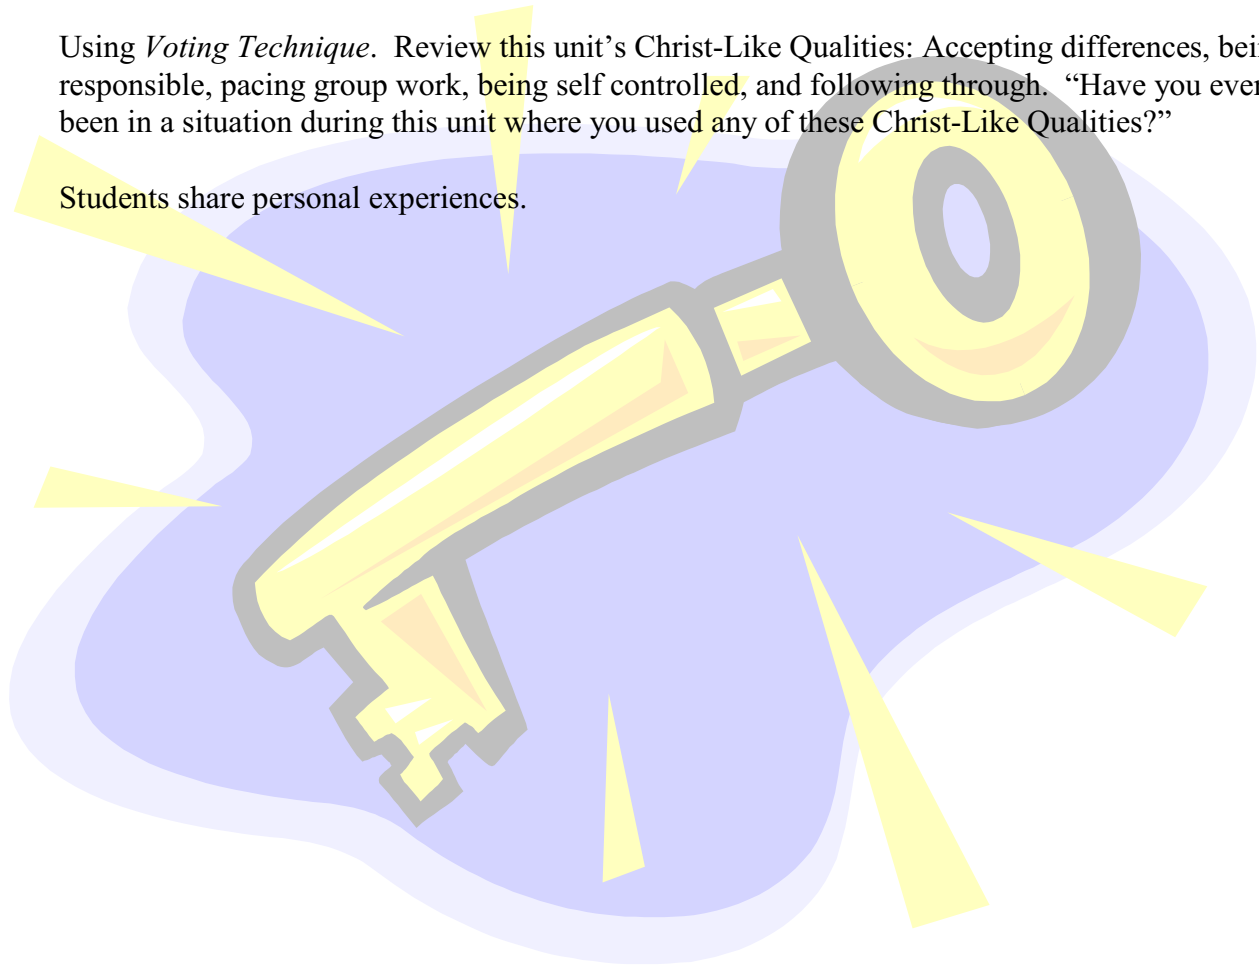 Using Voting Technique. Review this unit’s Christ-Like Qualities: Accepting differences, bein
responsible, pacing group work, being self controlled, and following through. “Have you ever
been in a situation during this unit where you used any of these Christ-Like Qualities?”
Students share personal experiences.